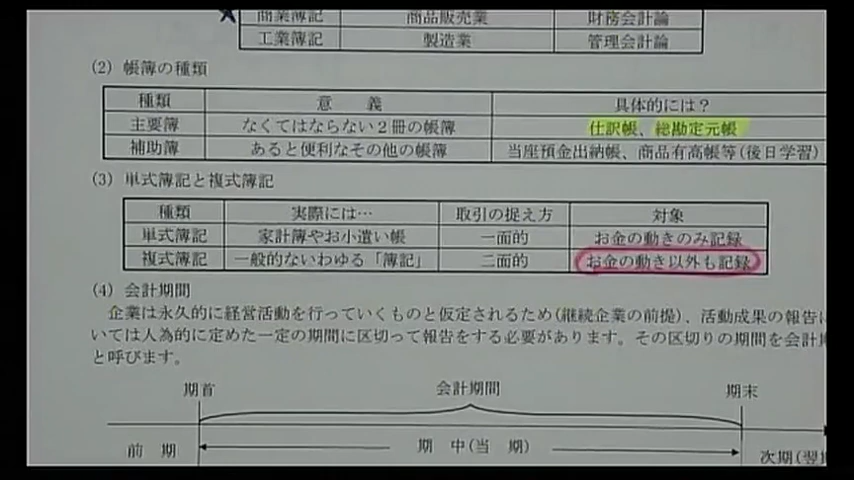 商業簿記 商品販売業 財務会計論
工業簿記 製造業 管理会計論
(2) 帳簿の種類
種類 意 義 具体的には？
主要簿 なくてはならない２冊の帳簿 仕訳帳、総勘定元帳
補助簿 あると便利なその他の帳簿 当座預金出納帳、商品有高帳等(後日学習)
(3) 単式簿記と複式簿記
種類 実際には… 取引の捉え方 対象
単式簿記 家計簿やお小遣い帳 一面的 お金の動きのみ記録
複式簿記 一般的ないわゆる「簿記」 二面的 お金の動き以外も記録
(4) 会計期間
企業は永久的に経営活動を行っていくものと仮定されるため(継続企業の前提)、活動成果の報告に
いては人為的に定めた一定の期間に区切って報告をする必要があります。その区切りの期間を会計期
と呼びます。
期首 会計期間 期末
前 期 期 中(当 期) 次期(翌期